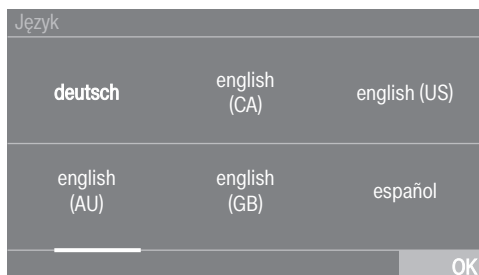 Język
deutsch
english
(CA)
english (US)
english
(AU)
english
(GB)
español
OK